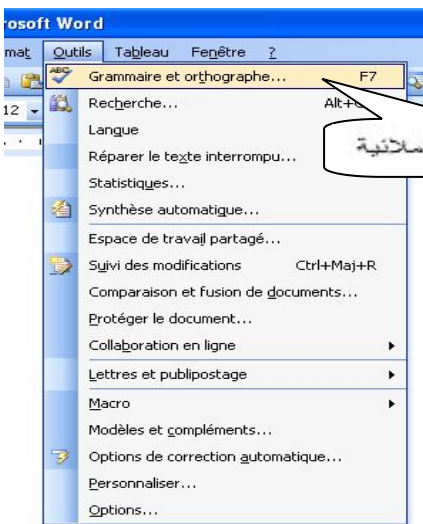 rosoft Word
mat Outils Tableau Fenêtre ?
Grammaire et orthographe... F7
12
Recherche...
Langue
Réparer le texte interrompu...
Statistiques...
Synthèse automatique...
Espace de travail partagé...
Suivi des modifications Ctrl+Maj+R
Comparaison et fusion de documents...
Protéger le document...
Collaboration en ligne
Lettres et publipostage
Macro
Modèles et compléments...
Options de correction automatique...
Personnaliser...
Options...